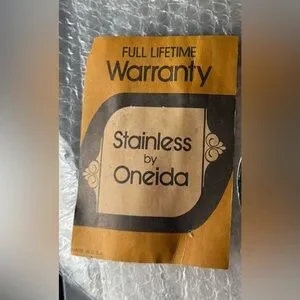 FULL LIFETIME
Warranty
Stainless
by
Oneida